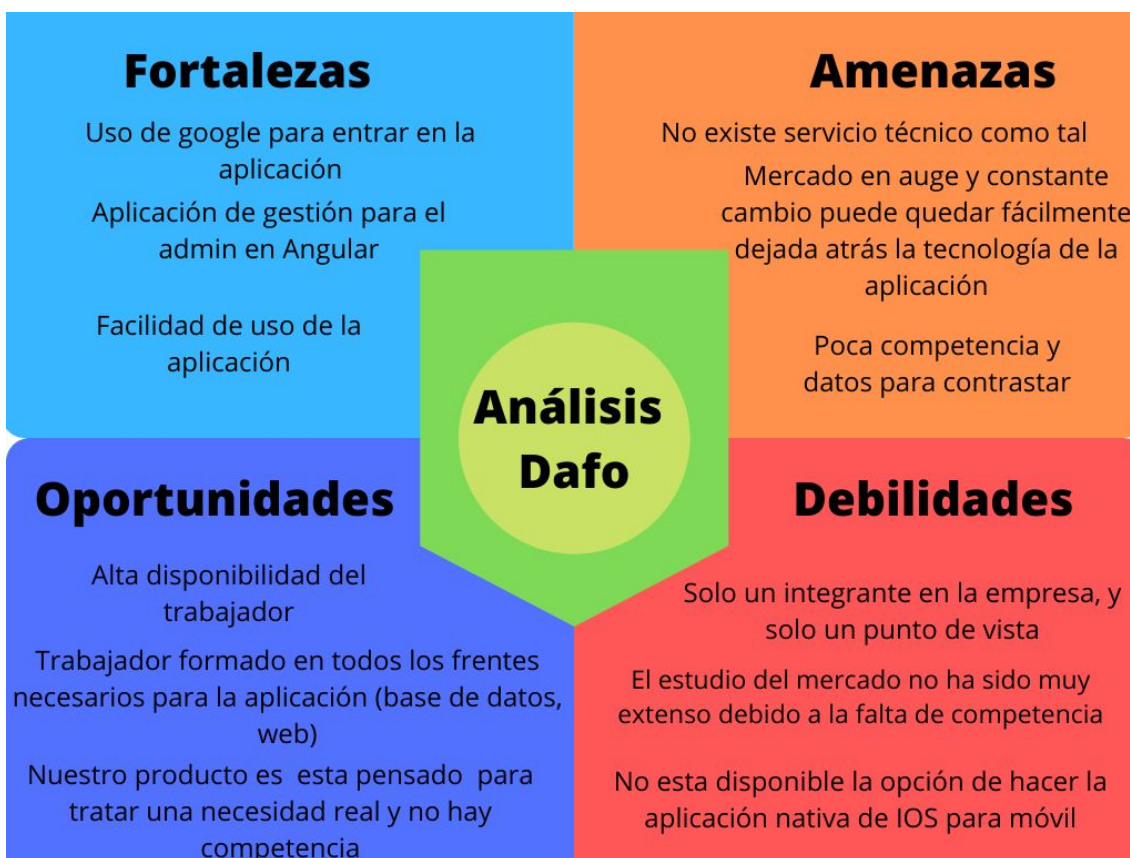 Fortalezas
Uso de google para entrar en la
aplicación
Aplicación de gestión para el
admin en Angular
Facilidad de uso de la
aplicación
Amenazas
No existe servicio técnico como tal
Mercado en auge y constante
cambio puede quedar fácilmente
dejada atrás la tecnología de la
aplicación
Poca competencia y
datos para contrastar
Análisis
Dafo
Oportunidades
Alta disponibilidad del
trabajador
Trabajador formado en todos los frentes
necesarios para la aplicación (base de datos,
web)
Nuestro producto es esta pensado para
tratar una necesidad real y no hay
competencia
Debilidades
Solo un integrante en la empresa, y
solo un punto de vista
El estudio del mercado no ha sido muy
extenso debido a la falta de competencia
No esta disponible la opción de hacer la
aplicación nativa de IOS para móvil